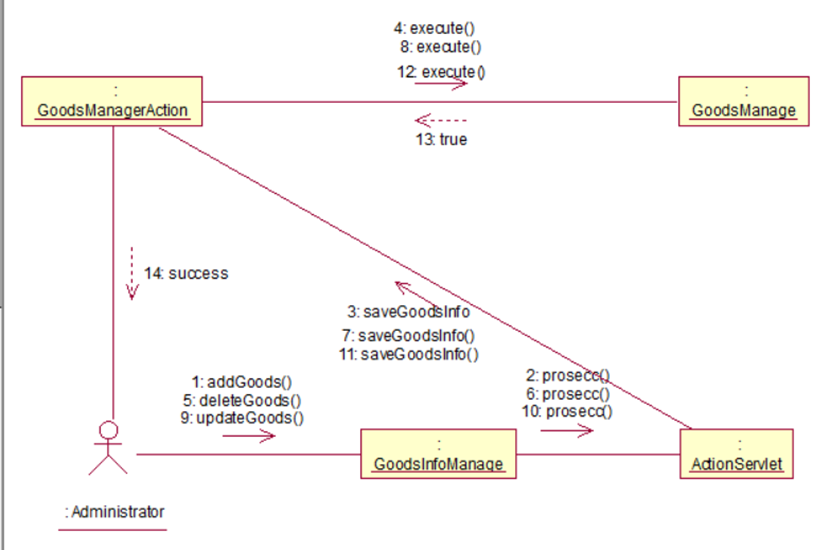 4: execute()
8: execute()
12: execute()
:
GoodsManagerAction
:
GoodsManage
13: true
14: success
3: saveGoodsInfo
7: saveGoodsInfo()
11: saveGoodsInfo()
1: addGoods()
5: deleteGoods()
9: updateGoods()
2: prosecc()
6: prosecc()
10: prosecc()
:
GoodsInfoManage
:
ActionServlet
: Administrator